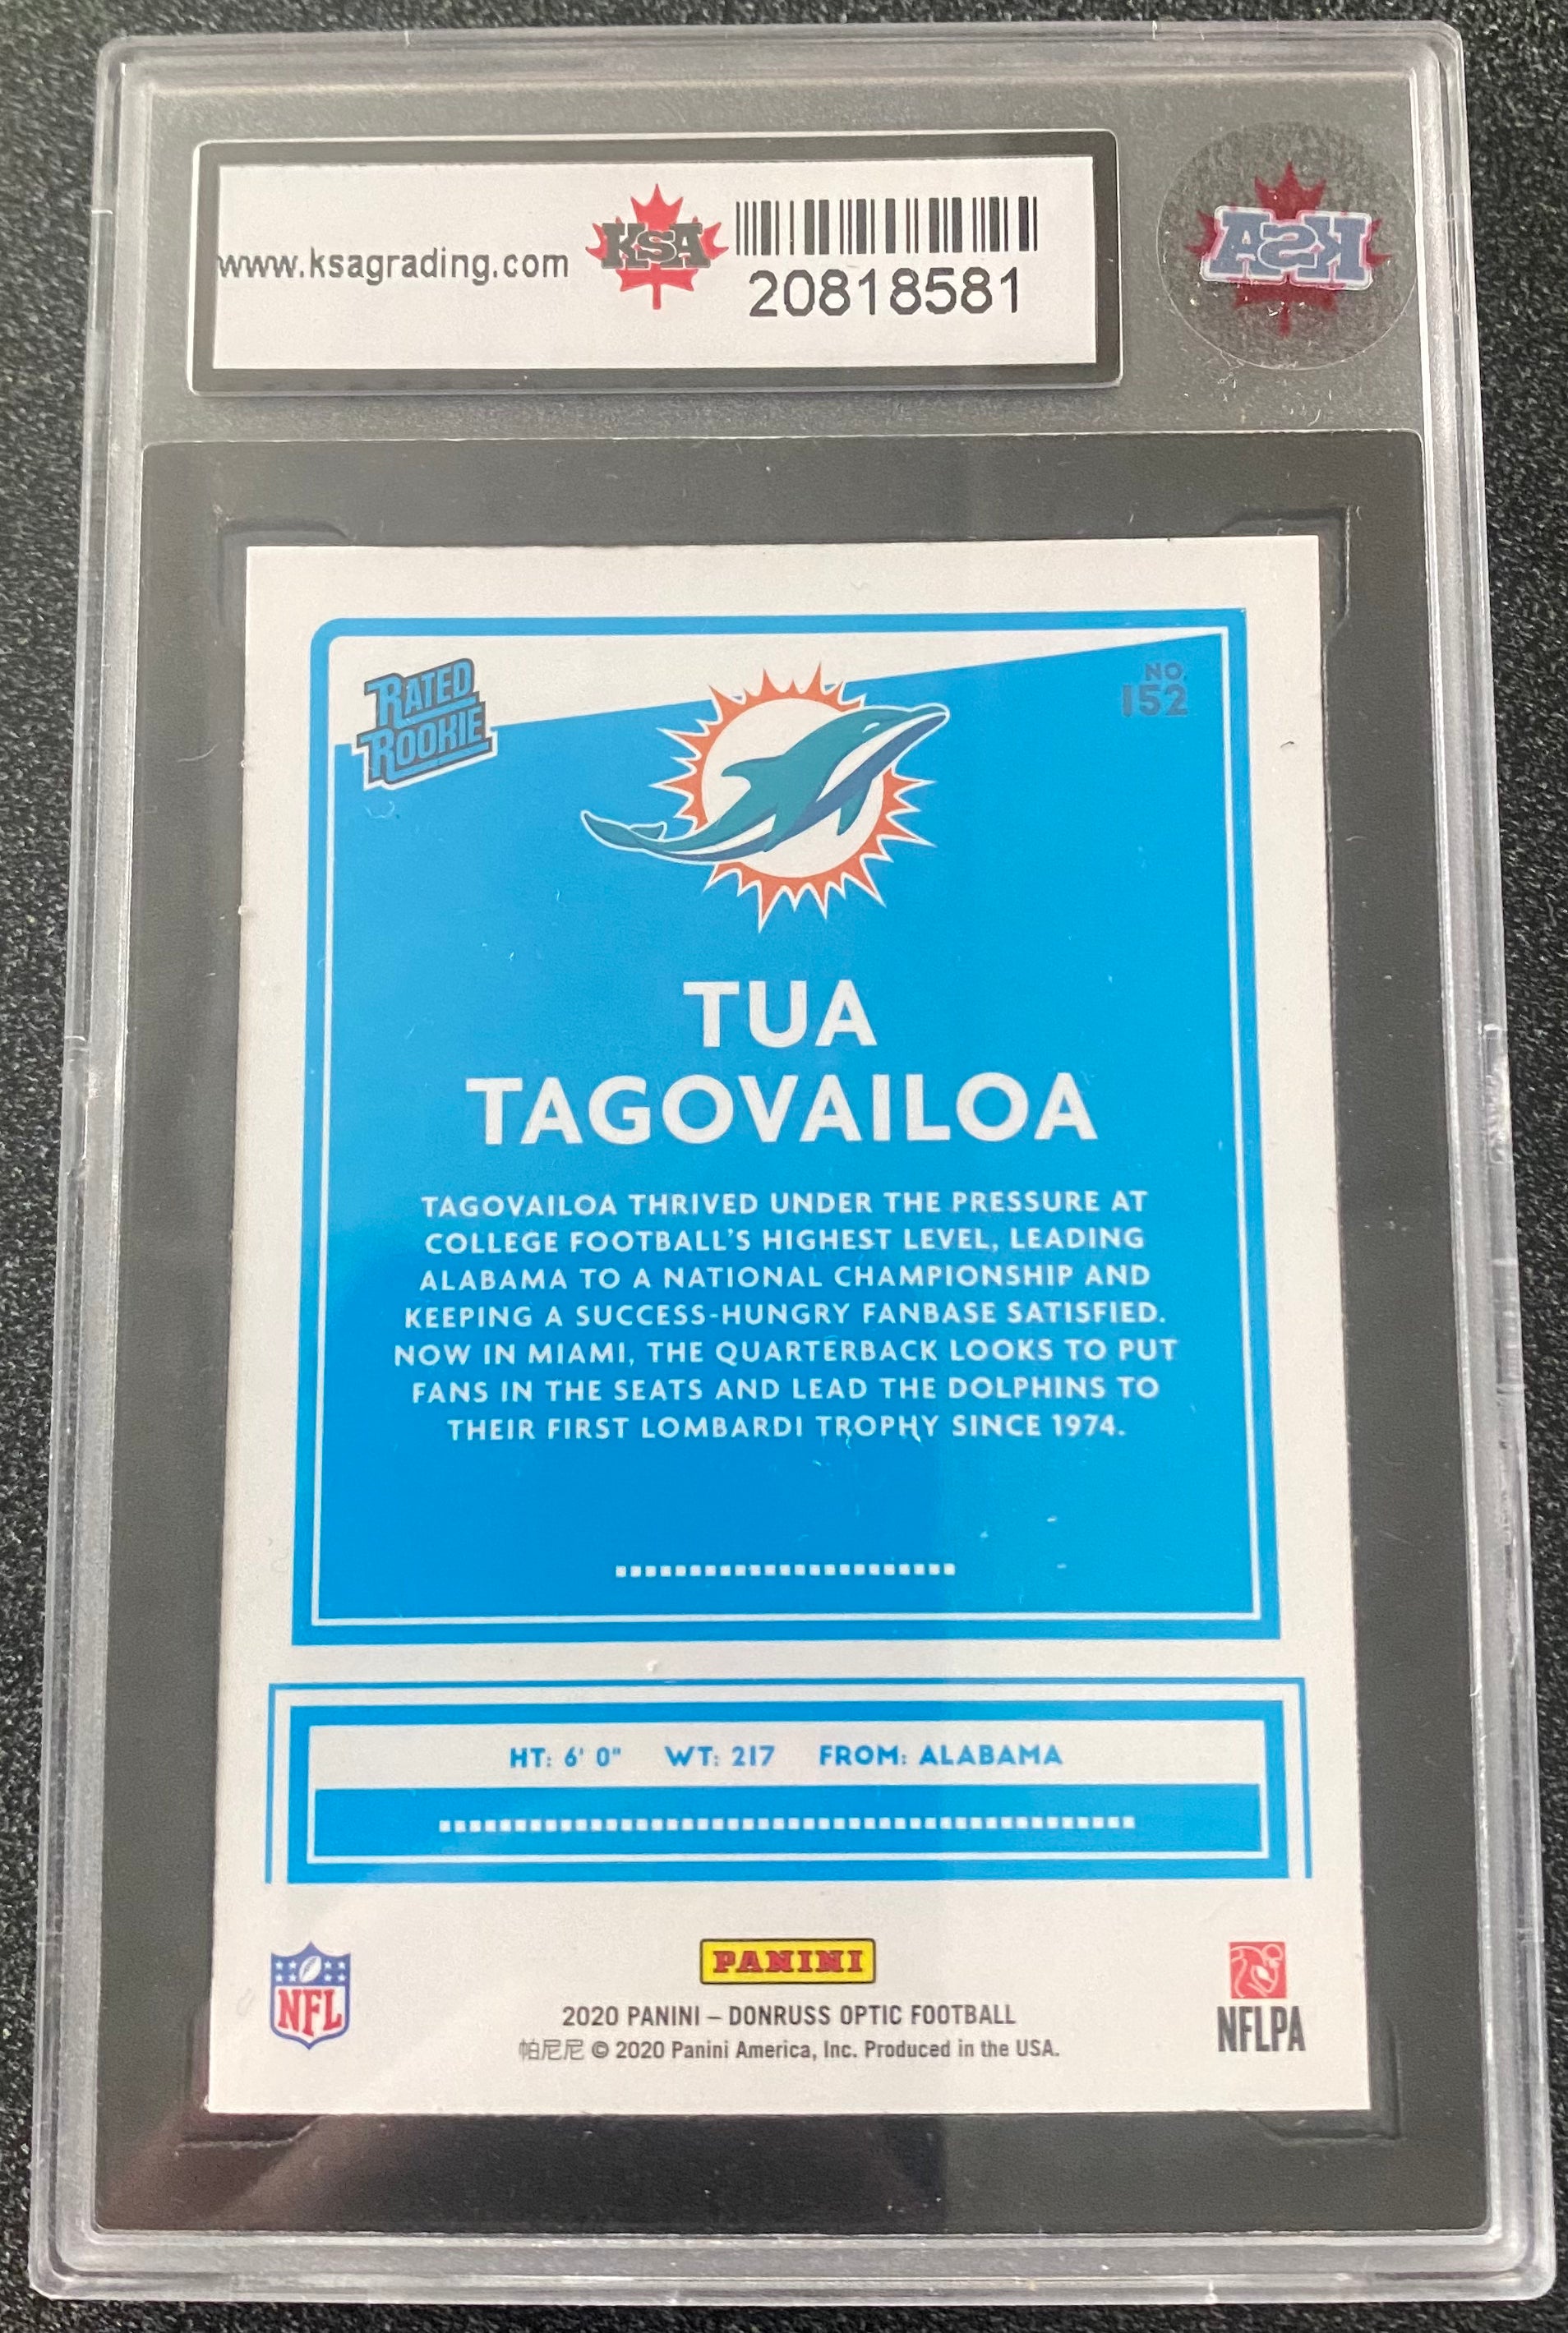 www.ksagrading.com
KSA
20818581
KSA
RATED
ROOKIE
NO
152
TUA
TAGOVAILOA
TAGOVAILOA THRIVED UNDER THE PRESSURE AT
COLLEGE FOOTBALL'S HIGHEST LEVEL, LEADING
ALABAMA TO A NATIONAL CHAMPIONSHIP AND
KEEPING A SUCCESS-HUNGRY FANBASE SATISFIED.
NOW IN MIAMI, THE QUARTERBACK LOOKS TO PUT
FANS IN THE SEATS AND LEAD THE DOLPHINS TO
THEIR FIRST LOMBARDI TROPHY SINCE 1974.
HT: 6' 0" WT: 217 FROM: ALABAMA
NFL
PANINI
NFLPA
2020 PANINI – DONRUSS OPTIC FOOTBALL
帕尼尼 © 2020 Panini America, Inc. Produced in the USA.